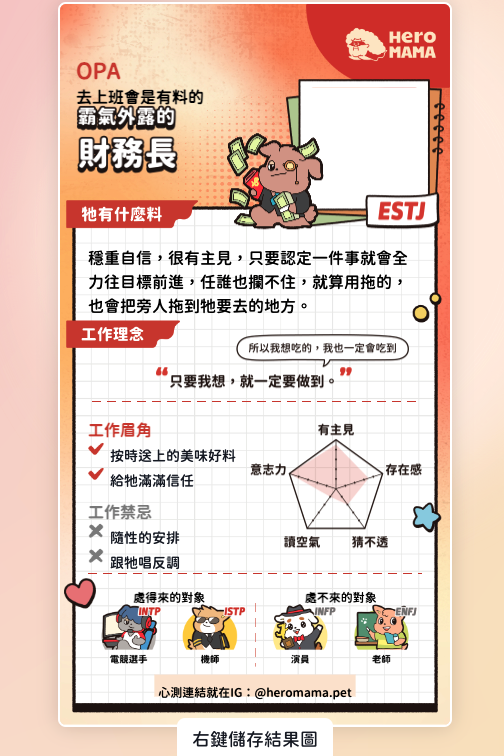 Hero
MAMA
OPA
去上班會是有料的
霸氣外露的
財務長
牠有什麼料
ESTJ
穩重自信，很有主見，只要認定一件事就會全
力往目標前進，任誰也攔不住，就算用拖的，
也會把旁人拖到牠要去的地方。
工作理念
所以我想吃的，我也一定會吃到
“只要我想，就一定要做到。”
工作眉角
按時送上的美味好料
給牠滿滿信任
工作禁忌
隨性的安排
跟牠唱反調
有主見
意志力
存在感
讀空氣
猜不透
處得來的對象
處不來的對象
INTP
ISTP
INFP
ENFJ
電競選手
機師
演員
老師
心測連結就在IG：@heromama.pet
右鍵儲存結果圖